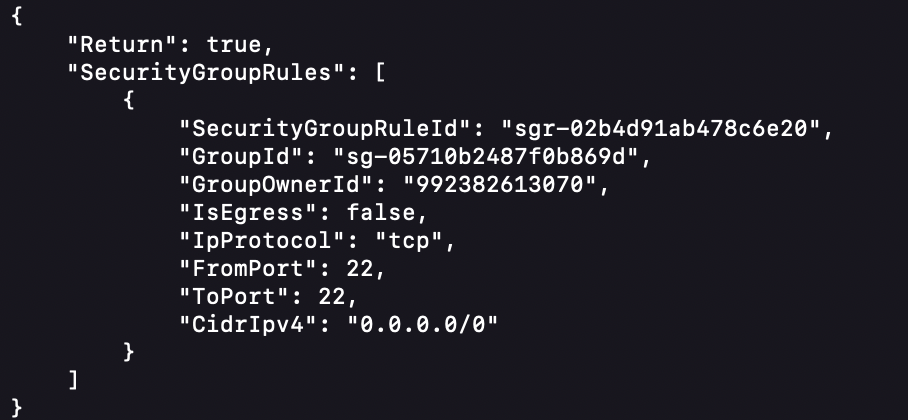 {
    "Return": true,
    "SecurityGroupRules": [
        {
            "SecurityGroupRuleId": "sgr-02b4d91ab478c6e20",
            "GroupId": "sg-05710b2487f0b869d",
            "GroupOwnerId": "992382613070",
            "IsEgress": false,
            "IpProtocol": "tcp",
            "FromPort": 22,
            "ToPort": 22,
            "CidrIpv4": "0.0.0.0/0"
        }
    ]
}